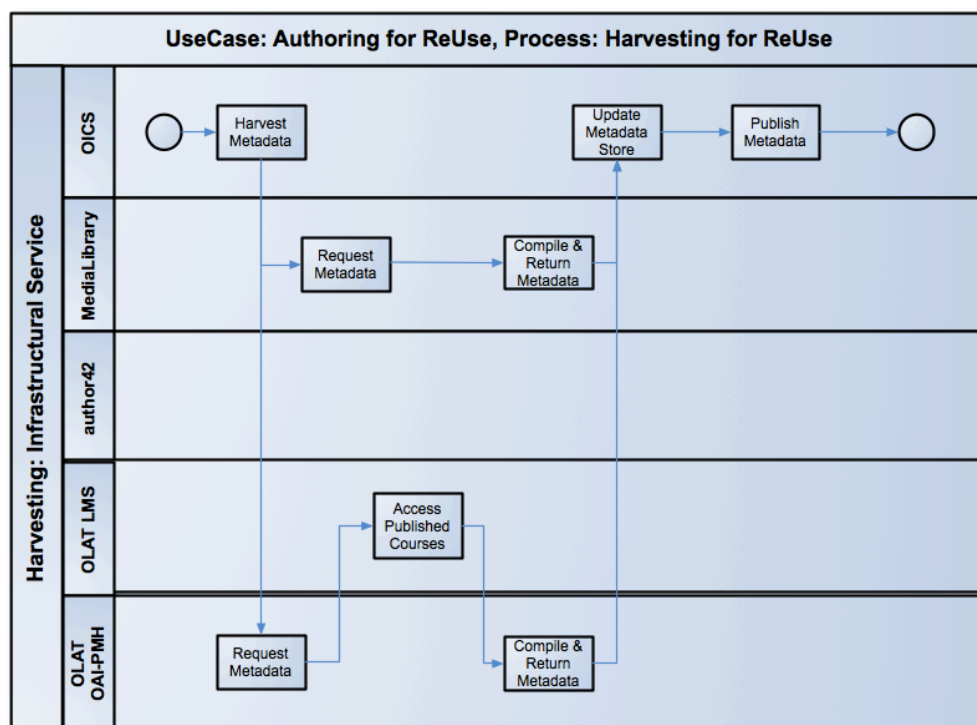 UseCase: Authoring for ReUse, Process: Harvesting for ReUse
Harvesting: Infrastructural Service
OICS
Harvest
Metadata
Update
Metadata
Store
Publish
Metadata
MediaLibrary
Request
Metadata
Compile &
Return
Metadata
author42
OLAT LMS
Access
Published
Courses
OLAT
OAI-PMH
Request
Metadata
Compile &
Return
Metadata